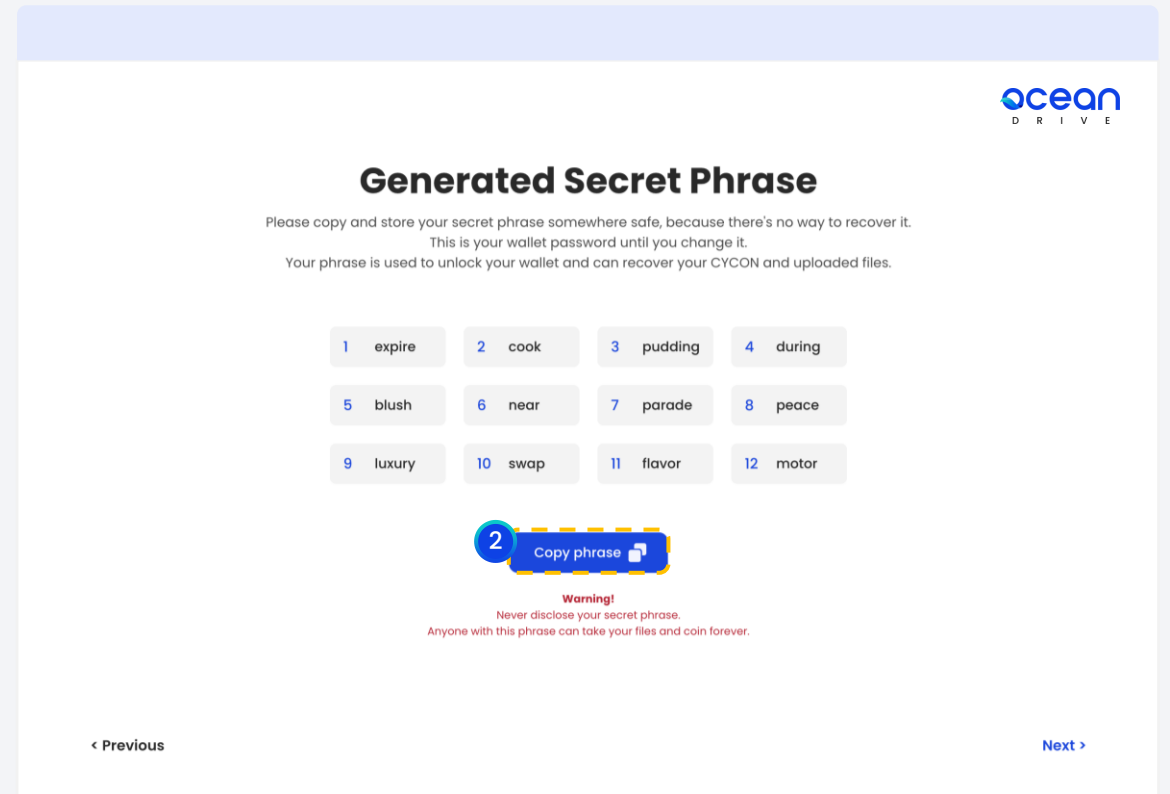 ocean
DRIVE
Generated Secret Phrase
Please copy and store your secret phrase somewhere safe, because there's no way to recover it.
This is your wallet password until you change it.
Your phrase is used to unlock your wallet and can recover your CYCON and uploaded files.
1 expire 2 cook 3 pudding 4 during
5 blush 6 near 7 parade 8 peace
9 luxury 10 swap 11 flavor 12 motor
2 Copy phrase
Warning!
Never disclose your secret phrase.
Anyone with this phrase can take your files and coin forever.
< Previous Next >